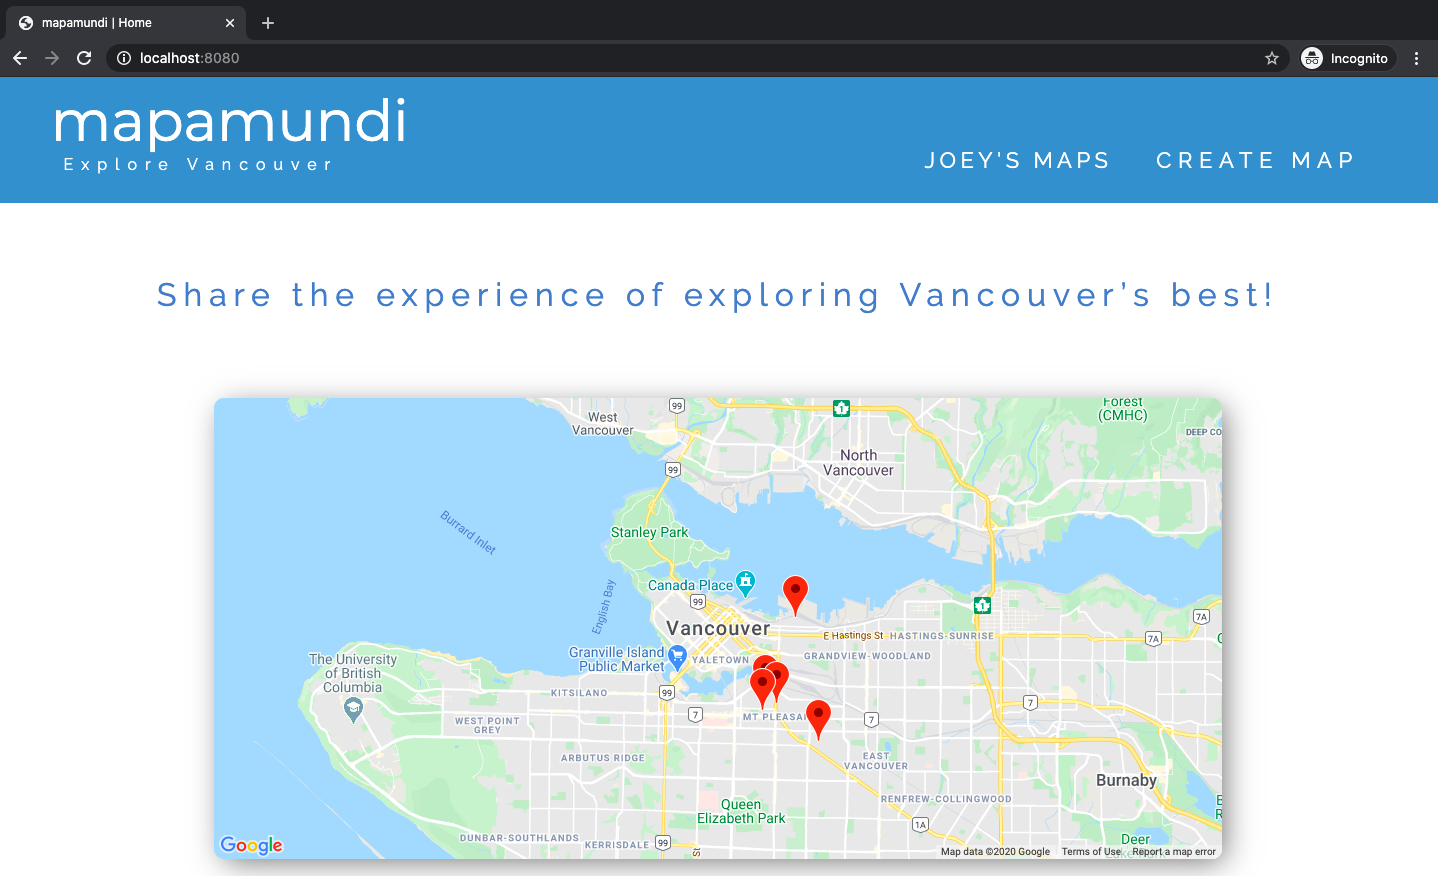 mapamundi | Home
localhost:8080
Incognito
mapamundi
Explore Vancouver
JOEY'S MAPS CREATE MAP
Share the experience of exploring Vancouver's best!
99
1
Forest
(CMHC)
West
Vancouver
DEEP CO
North
Vancouver
99
Burrard Inlet
Stanley Park
Canada Place
99
English Bay
1
7A
Vancouver
E Hastings St
HASTINGS-SUNRISE
7A
Granville Island
Public Market
YALETOWN
GRANDVIEW-WOODLAND
The University
of British
Columbia
KITSILANO
99
7
7
MT PLEASA
7
WEST POINT
GREY
ARBUTUS RIDGE
EAST
VANCOUVER
Burnaby
Queen
Elizabeth Park
RENFREW-COLLINGWOOD
1A
DUNBAR-SOUTHLANDS
KERRISDALE
99
St
Deer
Google
Map data ©2020 Google Terms of Use Report a map error